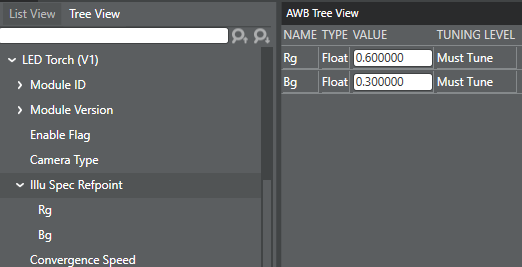 List View Tree View
LED Torch (V1)
Module ID
Module Version
Enable Flag
Camera Type
Illu Spec Refpoint
Rg
Bg
Convergence Speed
AWB Tree View
NAME TYPE VALUE TUNING LEVEL
Rg Float 0.600000 Must Tune
Bg Float 0.300000 Must Tune